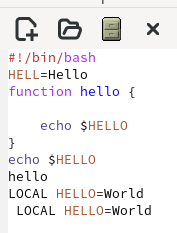 #!/bin/bash
HELL=Hello
function hello {
    echo $HELLO
}
echo $HELLO
hello
LOCAL HELLO=World
 LOCAL HELLO=World